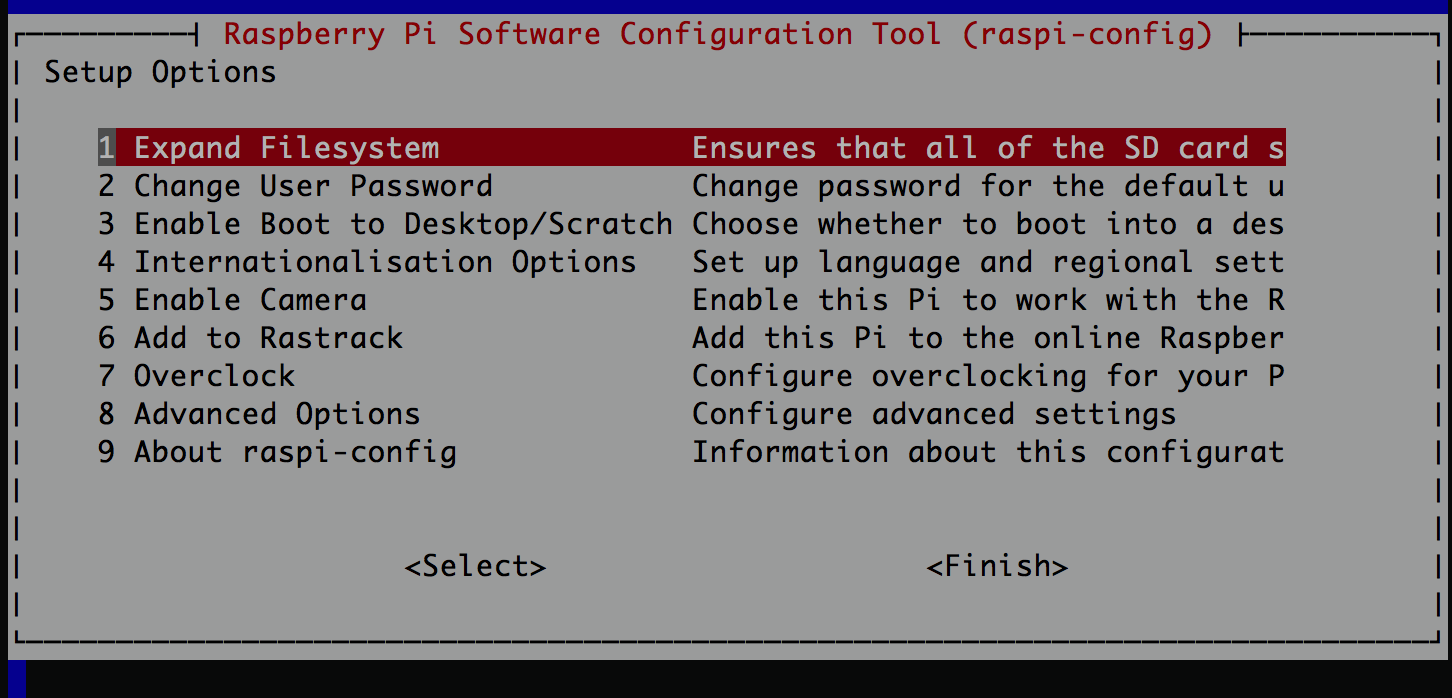 Raspberry Pi Software Configuration Tool (raspi-config)
Setup Options
1 Expand Filesystem Ensures that all of the SD card s
2 Change User Password Change password for the default u
3 Enable Boot to Desktop/Scratch Choose whether to boot into a des
4 Internationalisation Options Set up language and regional sett
5 Enable Camera Enable this Pi to work with the R
6 Add to Rastrack Add this Pi to the online Raspber
7 Overclock Configure overclocking for your P
8 Advanced Options Configure advanced settings
9 About raspi-config Information about this configurat
<Select> <Finish>